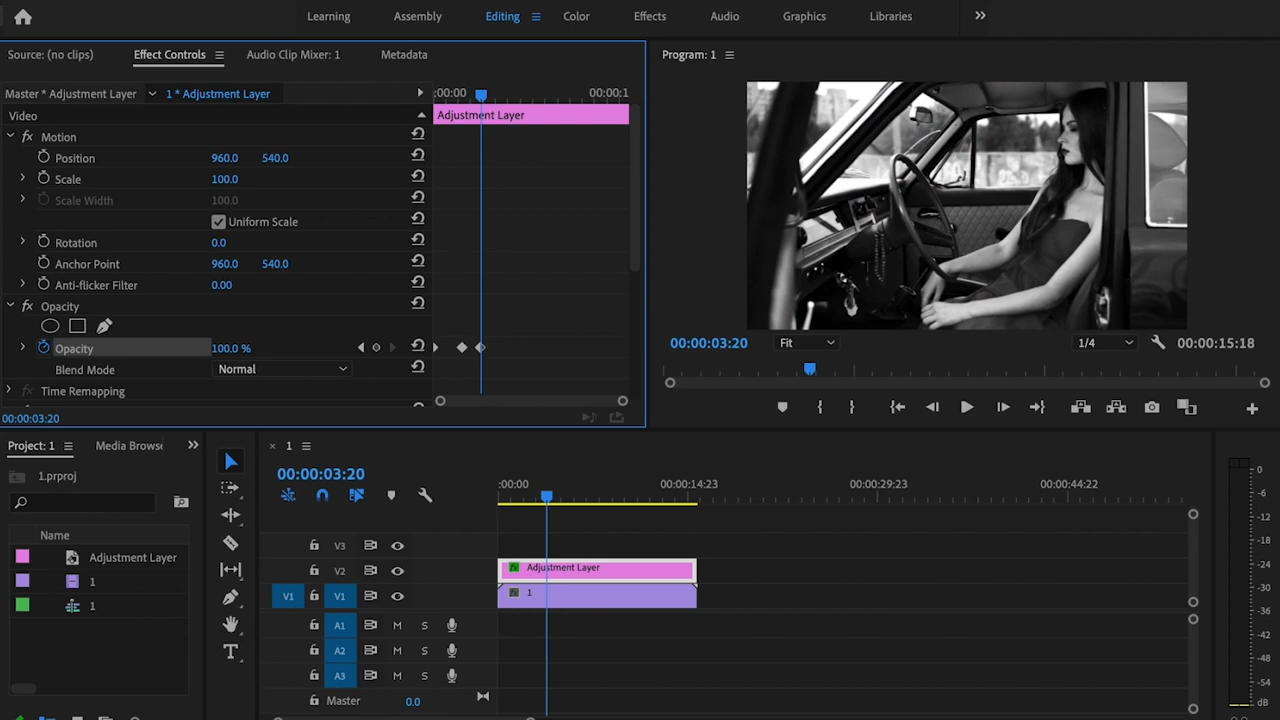 Learning Assembly Editing Effects Color Audio Graphics Libraries
Source: (no clips) Effect Controls Audio Clip Mixer: 1 Metadata
Master * Adjustment Layer 1 * Adjustment Layer :00:00 00:00:1
Video Adjustment Layer
Motion
Position 960.0 540.0
Scale 100.0
Scale Width 100.0
Uniform Scale
Rotation 0.0
Anchor Point 960.0 540.0
Anti-flicker Filter 0.00
Opacity
Opacity 100.0 %
Blend Mode Normal
Time Remapping
00:00:03:20
Program: 1
00:00:03:20 Fit 1/4 00:00:15:18
Project: 1 Media Browse
1.prproj
Name
Adjustment Layer
1
1
1
00:00:03:20
:00:00 00:00:14:23 00:00:29:23 00:00:44:22
V3
V2 Adjustment Layer
V1 V1 1
A1 M S
A2 M S
A3 M S
Master 0.0
0
-6
-12
-18
-24
-30
-36
-42
-48
-54
dB